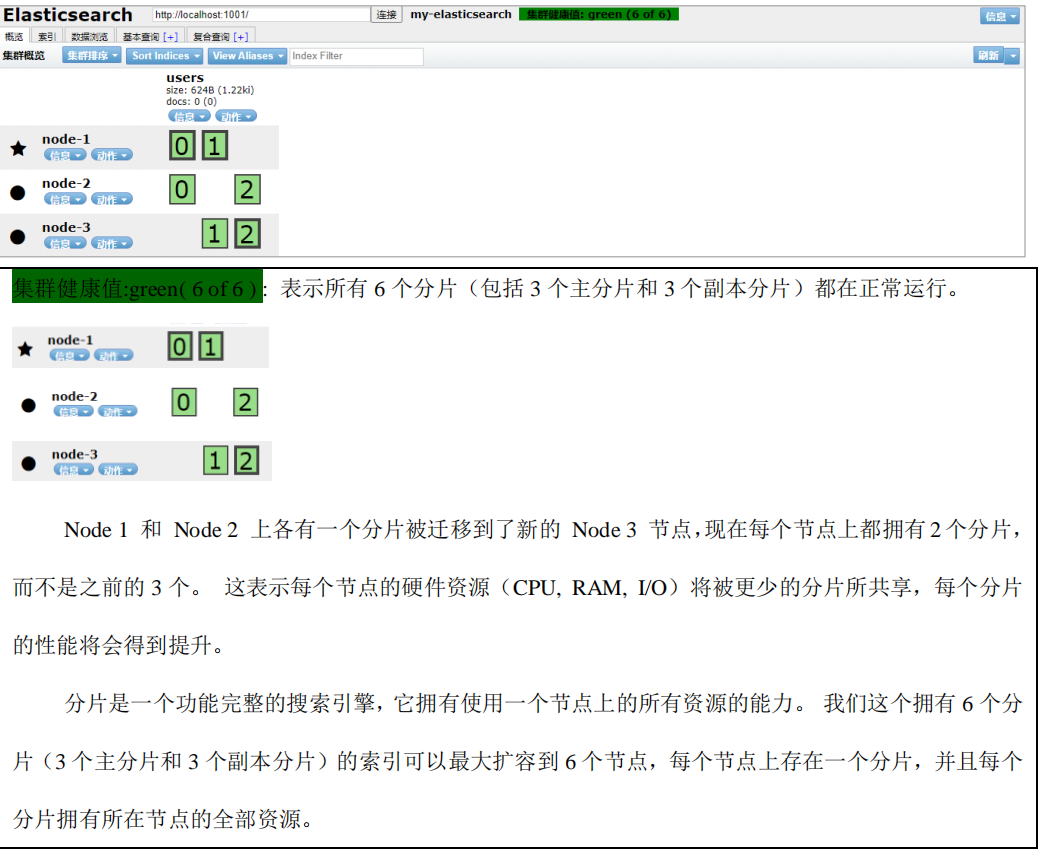 Elasticsearch http://localhost:1001/ 连接 my-elasticsearch 集群健康值: green (6 of 6) 信息
概览 索引 数据浏览 基本查询 [+] 复合查询 [+]
集群概览 集群排序 Sort Indices View Aliases Index Filter 刷新
users
size: 624B (1.22ki)
docs: 0 (0)
信息 动作
node-1 0 1
信息 动作
node-2 0 2
信息 动作
node-3 1 2
信息 动作
集群健康值:green( 6 of 6 )：表示所有 6 个分片（包括 3 个主分片和 3 个副本分片）都在正常运行。
node-1 0 1
信息 动作
node-2 0 2
信息 动作
node-3 1 2
信息 动作
Node 1 和 Node 2 上各有一个分片被迁移到了新的 Node 3 节点，现在每个节点上都拥有 2 个分片，
而不是之前的 3 个。 这表示每个节点的硬件资源（CPU, RAM, I/O）将被更少的分片所共享，每个分片
的性能将会得到提升。
分片是一个功能完整的搜索引擎，它拥有使用一个节点上的所有资源的能力。 我们这个拥有 6 个分
片（3 个主分片和 3 个副本分片）的索引可以最大扩容到 6 个节点，每个节点上存在一个分片，并且每个
分片拥有所在节点的全部资源。